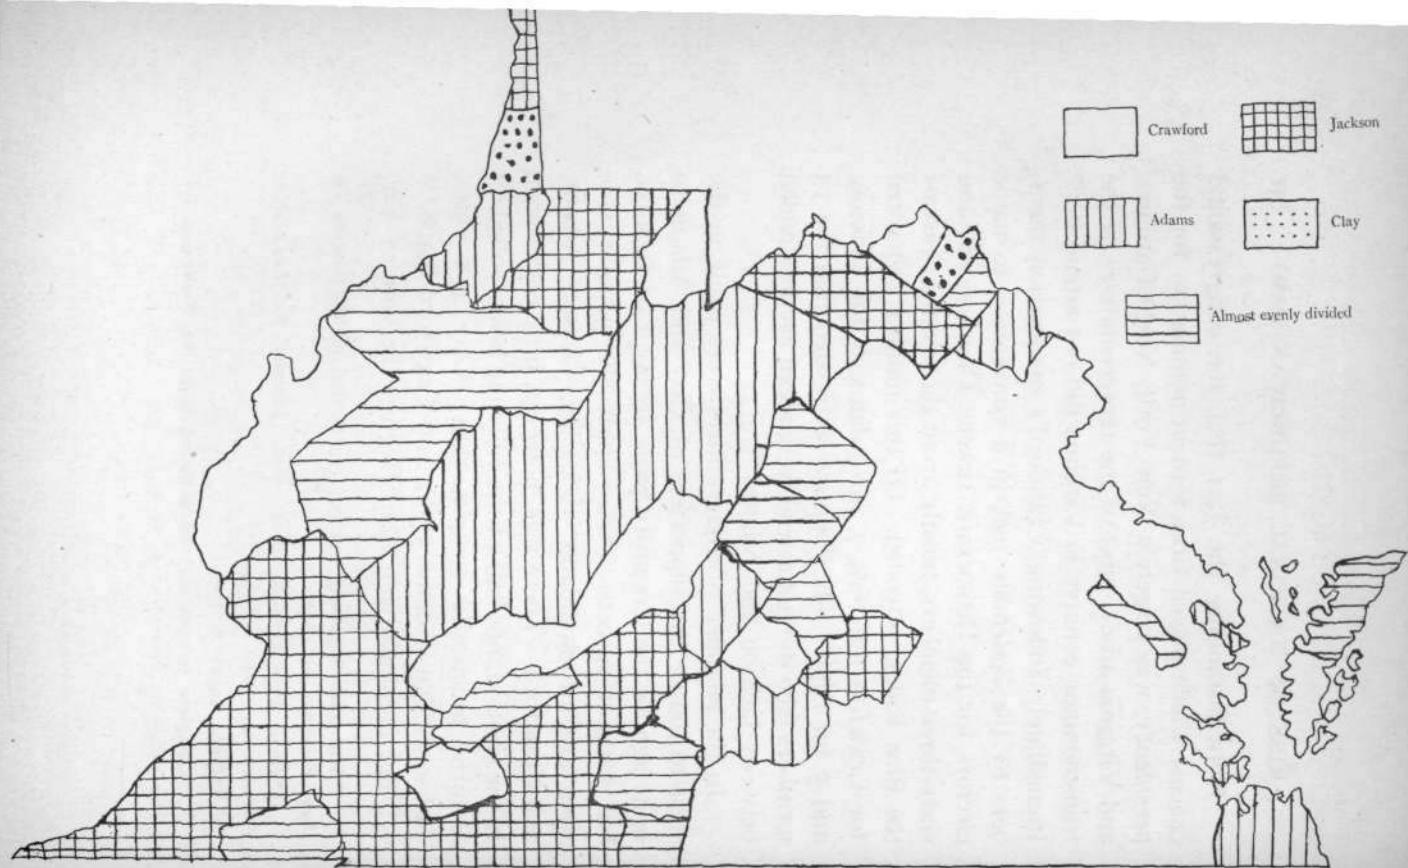 Crawford
Jackson
Adams
Clay
Almost evenly divided